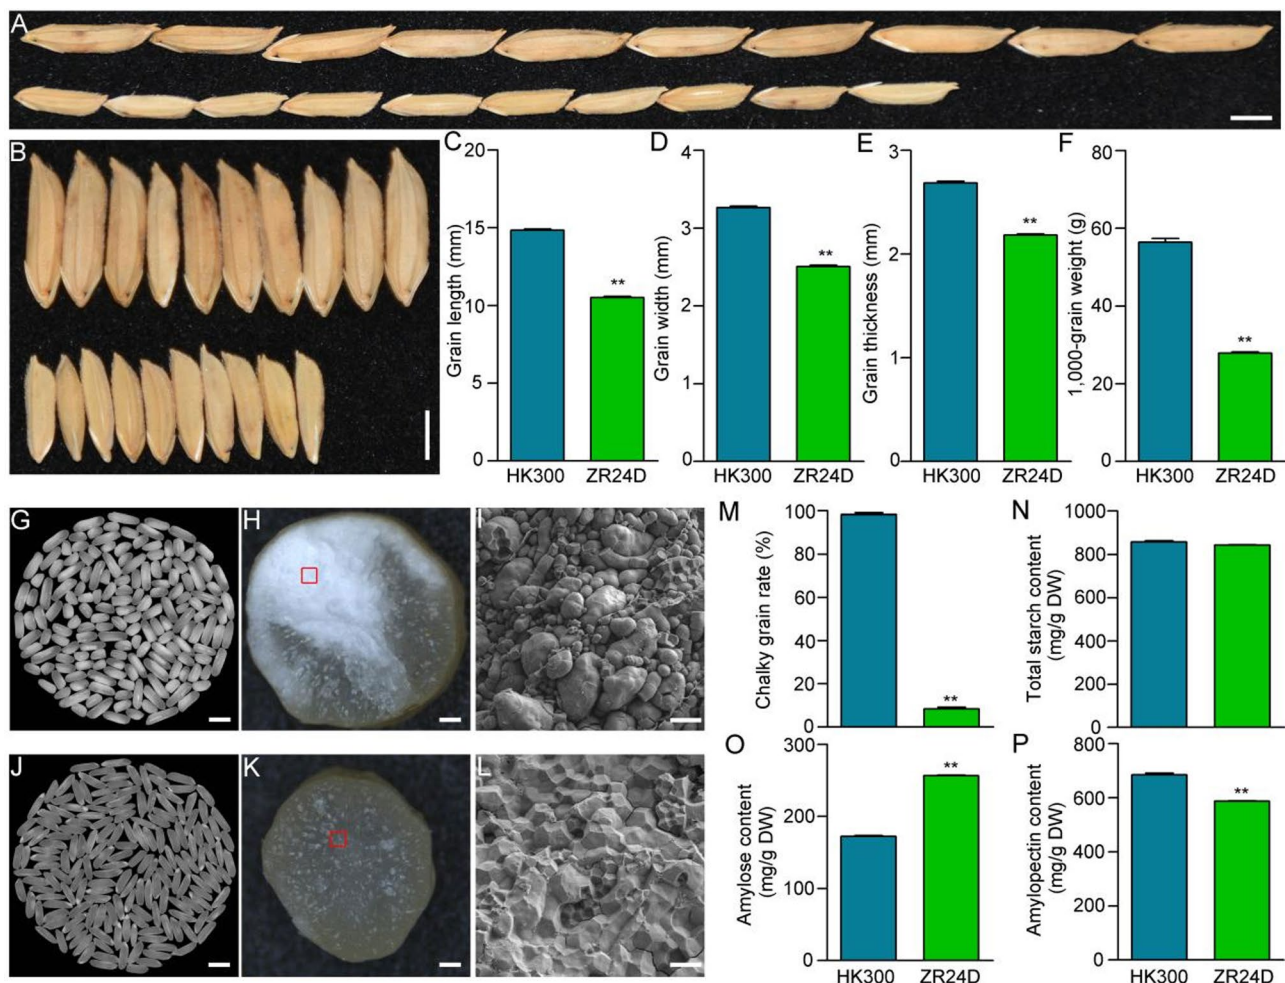 A
B
C
20
15
10
5
0
Grain length (mm)
**
HK300 ZR24D
D
4
3
2
1
0
Grain width (mm)
**
HK300 ZR24D
E
3
2
1
0
Grain thickness (mm)
**
HK300 ZR24D
F
80
60
40
20
0
1,000-grain weight (g)
**
HK300 ZR24D
G
H
I
J
K
L
M
100
80
60
40
20
0
Chalky grain rate (%)
**
N
1000
800
600
400
200
0
Total starch content
(mg/g DW)
O
300
200
100
0
Amylose content
(mg/g DW)
**
HK300 ZR24D
P
800
600
400
200
0
Amylopectin content
(mg/g DW)
**
HK300 ZR24D